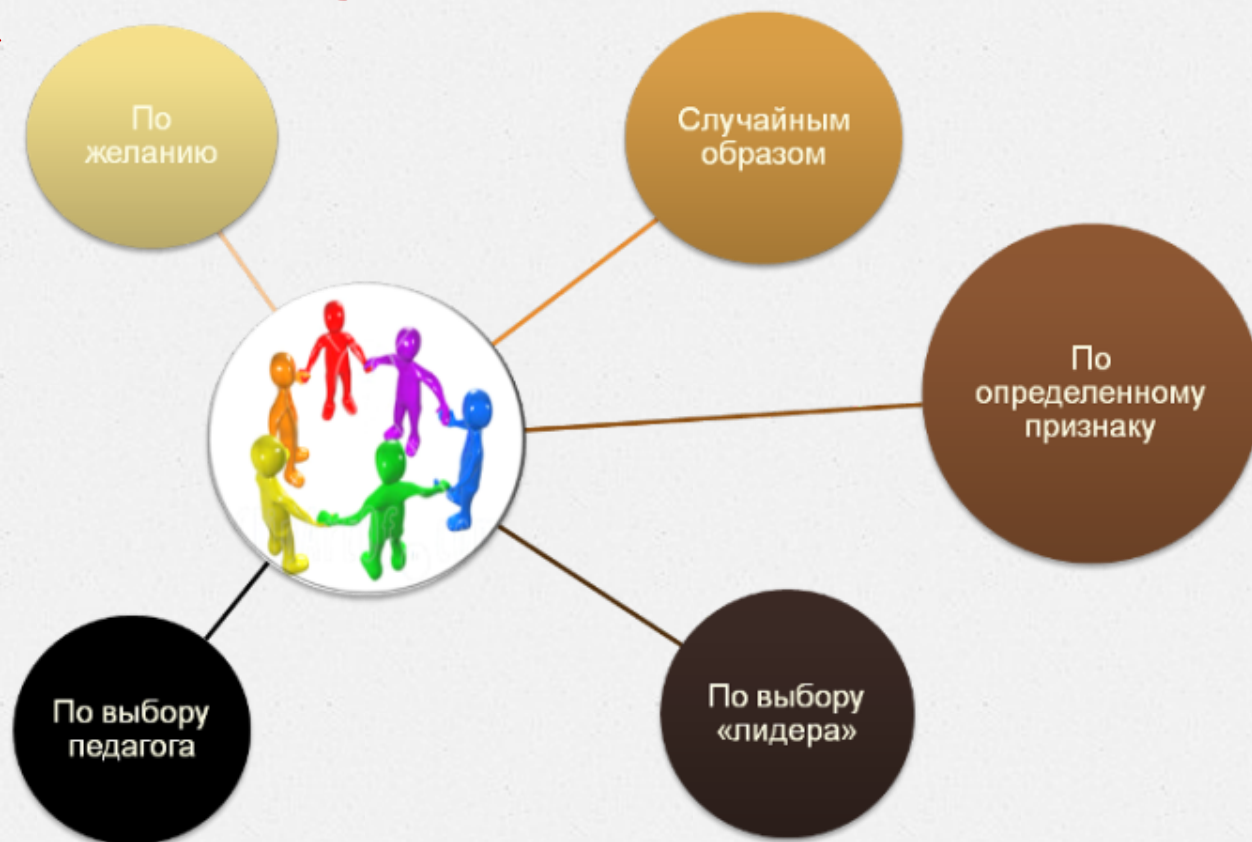 По
желанию
Случайным
образом
По
определенному
признаку
По выбору
«лидера»
По выбору
педагога